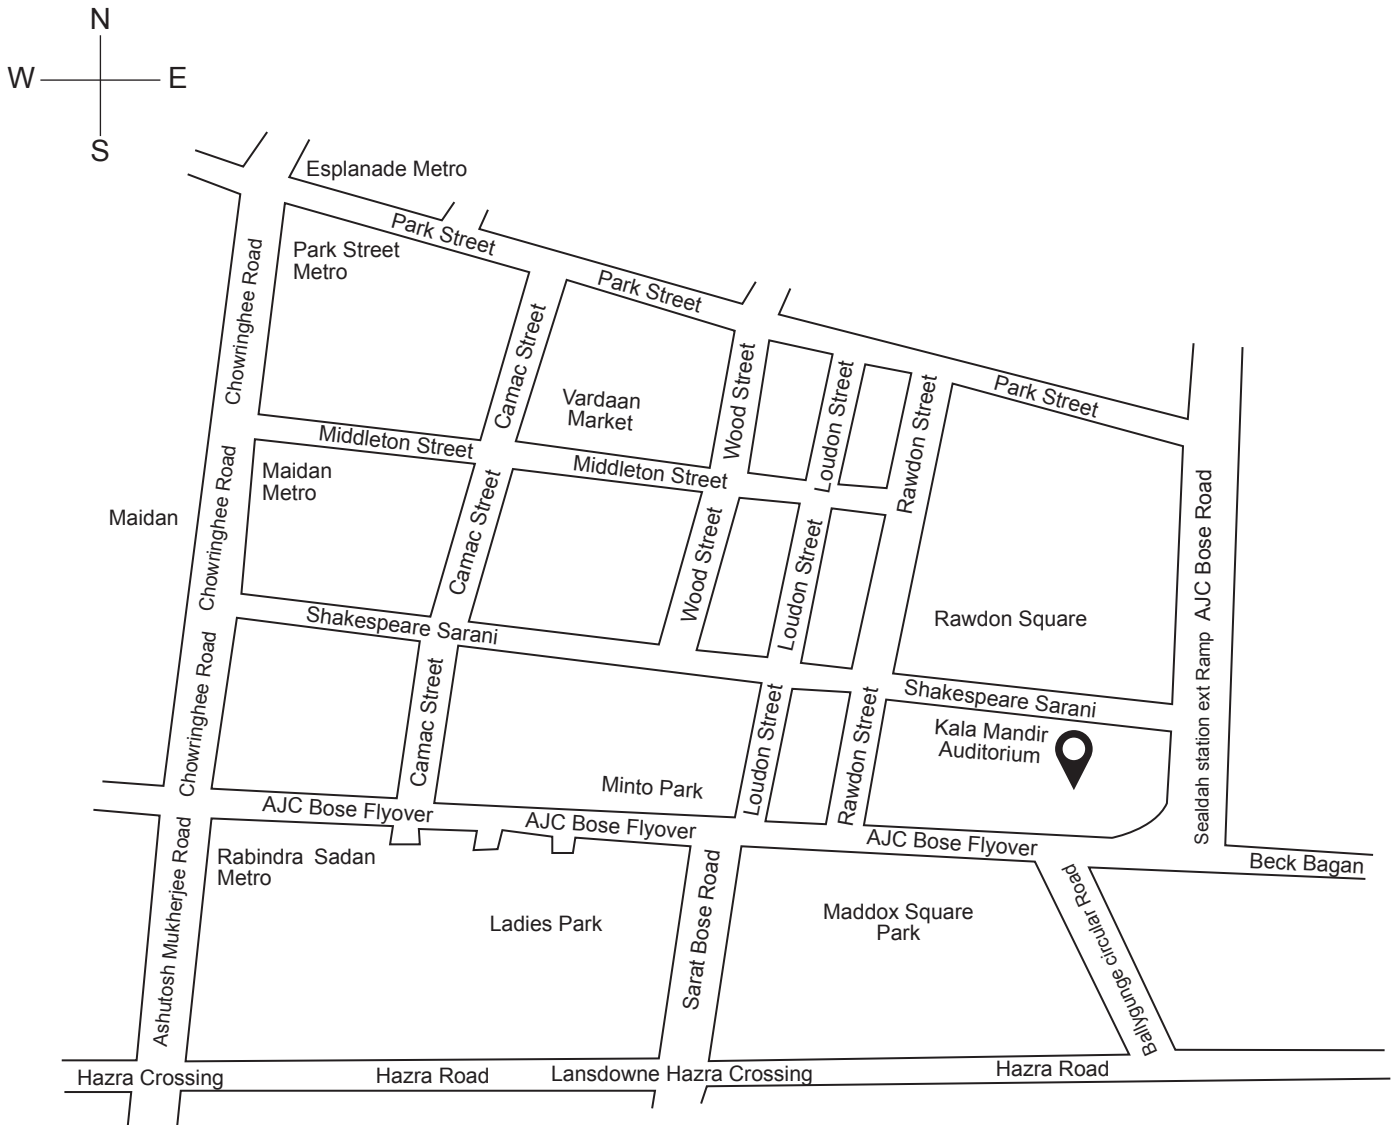 N
W
E
S
Esplanade Metro
Park Street
Park Street
Park Street
Metro
Chowringhee Road
Camac Street
Wood Street
Loudon Street
Rawdon Street
Park Street
Vardaan
Market
Middleton Street
Middleton Street
Maidan
Metro
Maidan
Chowringhee Road
Camac Street
Wood Street
Loudon Street
AJC Bose Road
Rawdon Square
Shakespeare Sarani
Shakespeare Sarani
Kala Mandir
Auditorium
Sealdah station ext Ramp
Chowringhee Road
Camac Street
Loudon Street
Rawdon Street
Minto Park
AJC Bose Flyover
AJC Bose Flyover
AJC Bose Flyover
Beck Bagan
Rabindra Sadan
Metro
Ashutosh Mukherjee Road
Ladies Park
Sarat Bose Road
Maddox Square
Park
Ballygunge circular Road
Hazra Crossing
Hazra Road
Lansdowne Hazra Crossing
Hazra Road